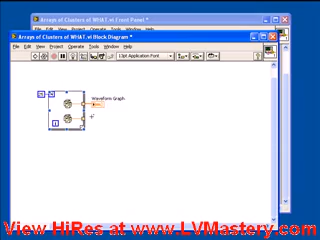 Arrays of Clusters of WHAT.vi Front Panel *
Arrays of Clusters of WHAT.vi Block Diagram *
File Edit View Project Operate Tools Window Help
13pt Application Font
Waveform Graph
i
View HiRes at www.LVMastery.com